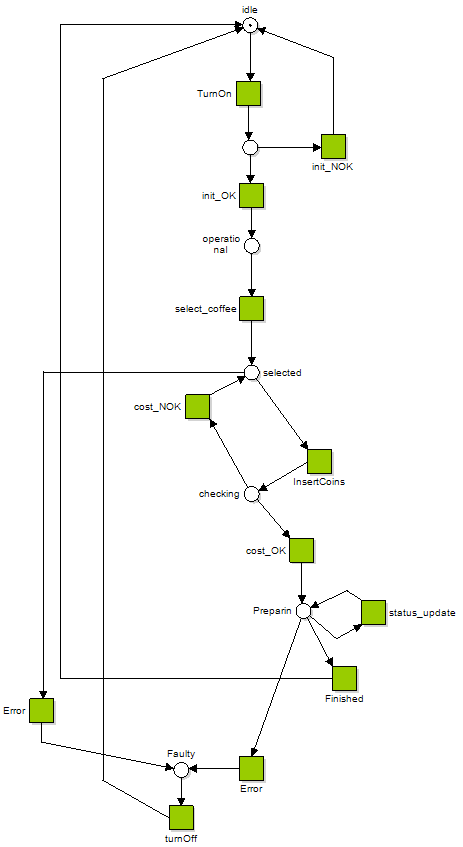 idle
TurnOn
init_NOK
init_OK
operatio
nal
select_coffee
selected
cost_NOK
InsertCoins
checking
cost_OK
Preparin
status_update
Finished
Error
Faulty
Error
turnOff